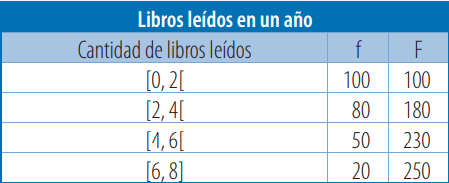 Libros leídos en un año
Cantidad de libros leídos f F
[0, 2[ 100 100
[2, 4[ 80 180
[4, 6[ 50 230
[6, 8] 20 250